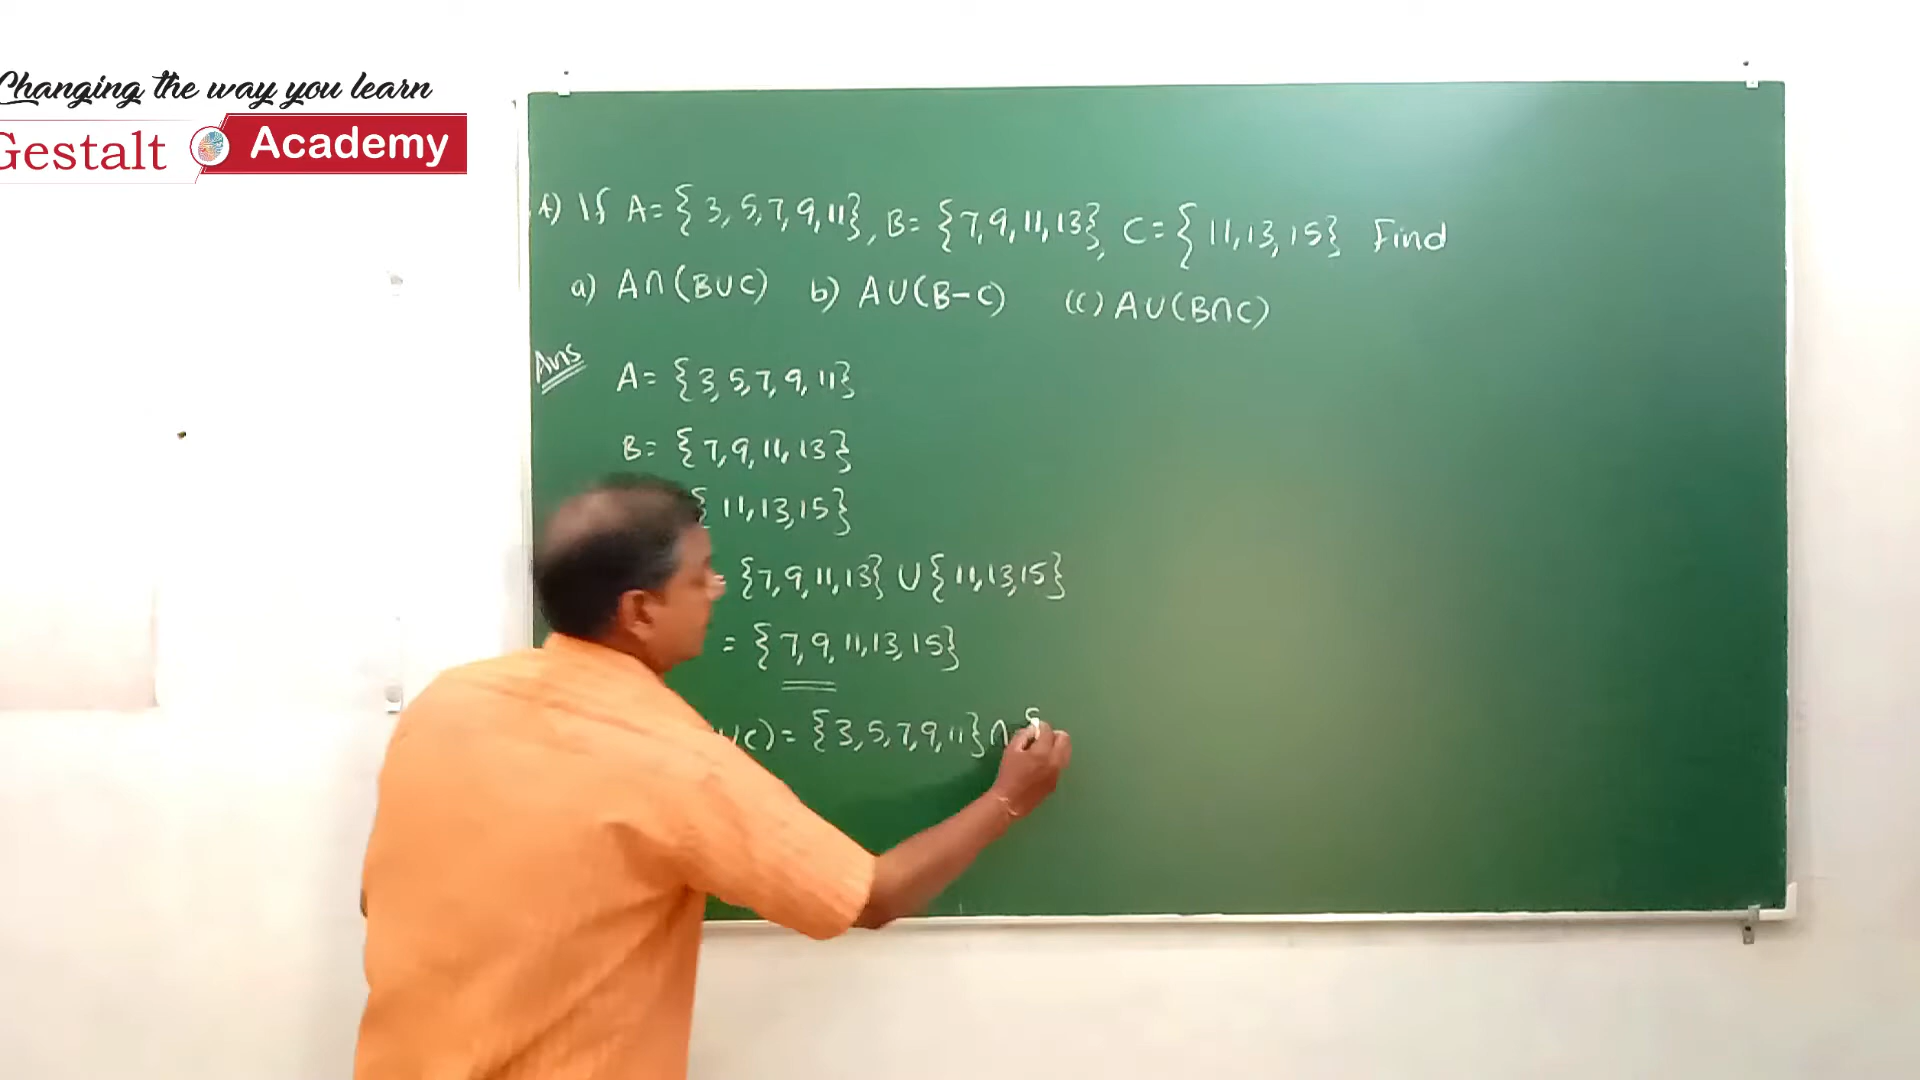 Changing the way you learn
Gestalt Academy
A) If A= {3, 5, 7, 9, 11}, B= {7, 9, 11, 13}, C= {11, 13, 15} Find
a) A∩(B∪C) b) A∪(B-C) (c) A∪(B∩C)
Ans
A= {3, 5, 7, 9, 11}
B= {7, 9, 11, 13}
{11, 13, 15}
= {7, 9, 11, 13} ∪ {11, 13, 15}
= {7, 9, 11, 13, 15}
∪C) = {3, 5, 7, 9, 11} ∩ {